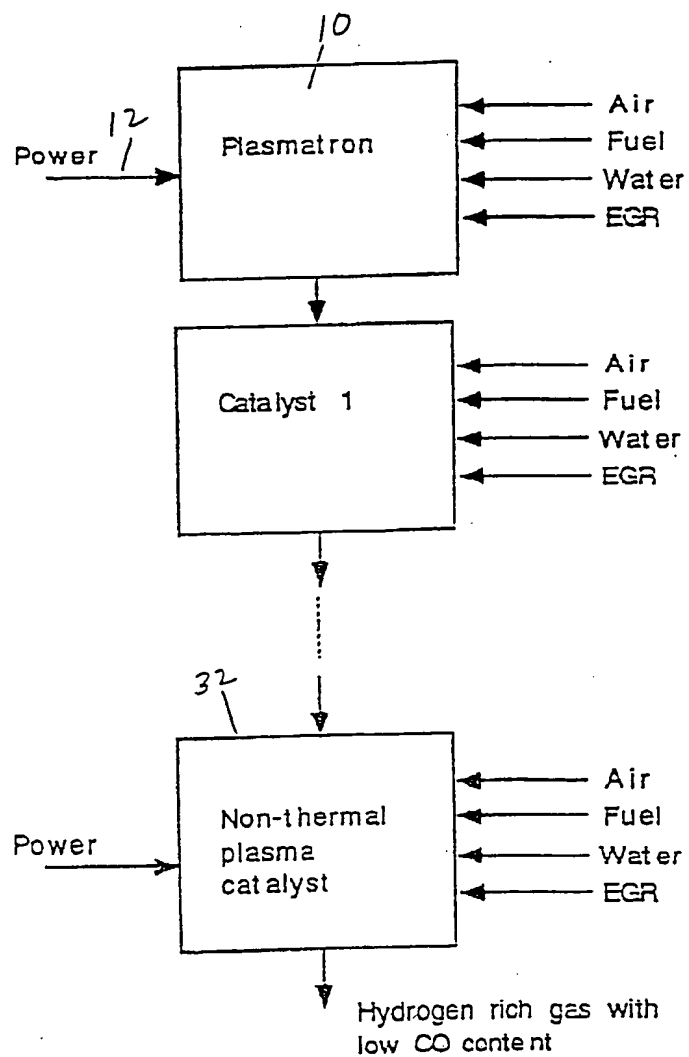 10
12
Power
Plasmatron
Air
Fuel
Water
EGR
Catalyst 1
Air
Fuel
Water
EGR
32
Power
Non-thermal
plasma
catalyst
Air
Fuel
Water
EGR
Hydrogen rich gas with
low CO content